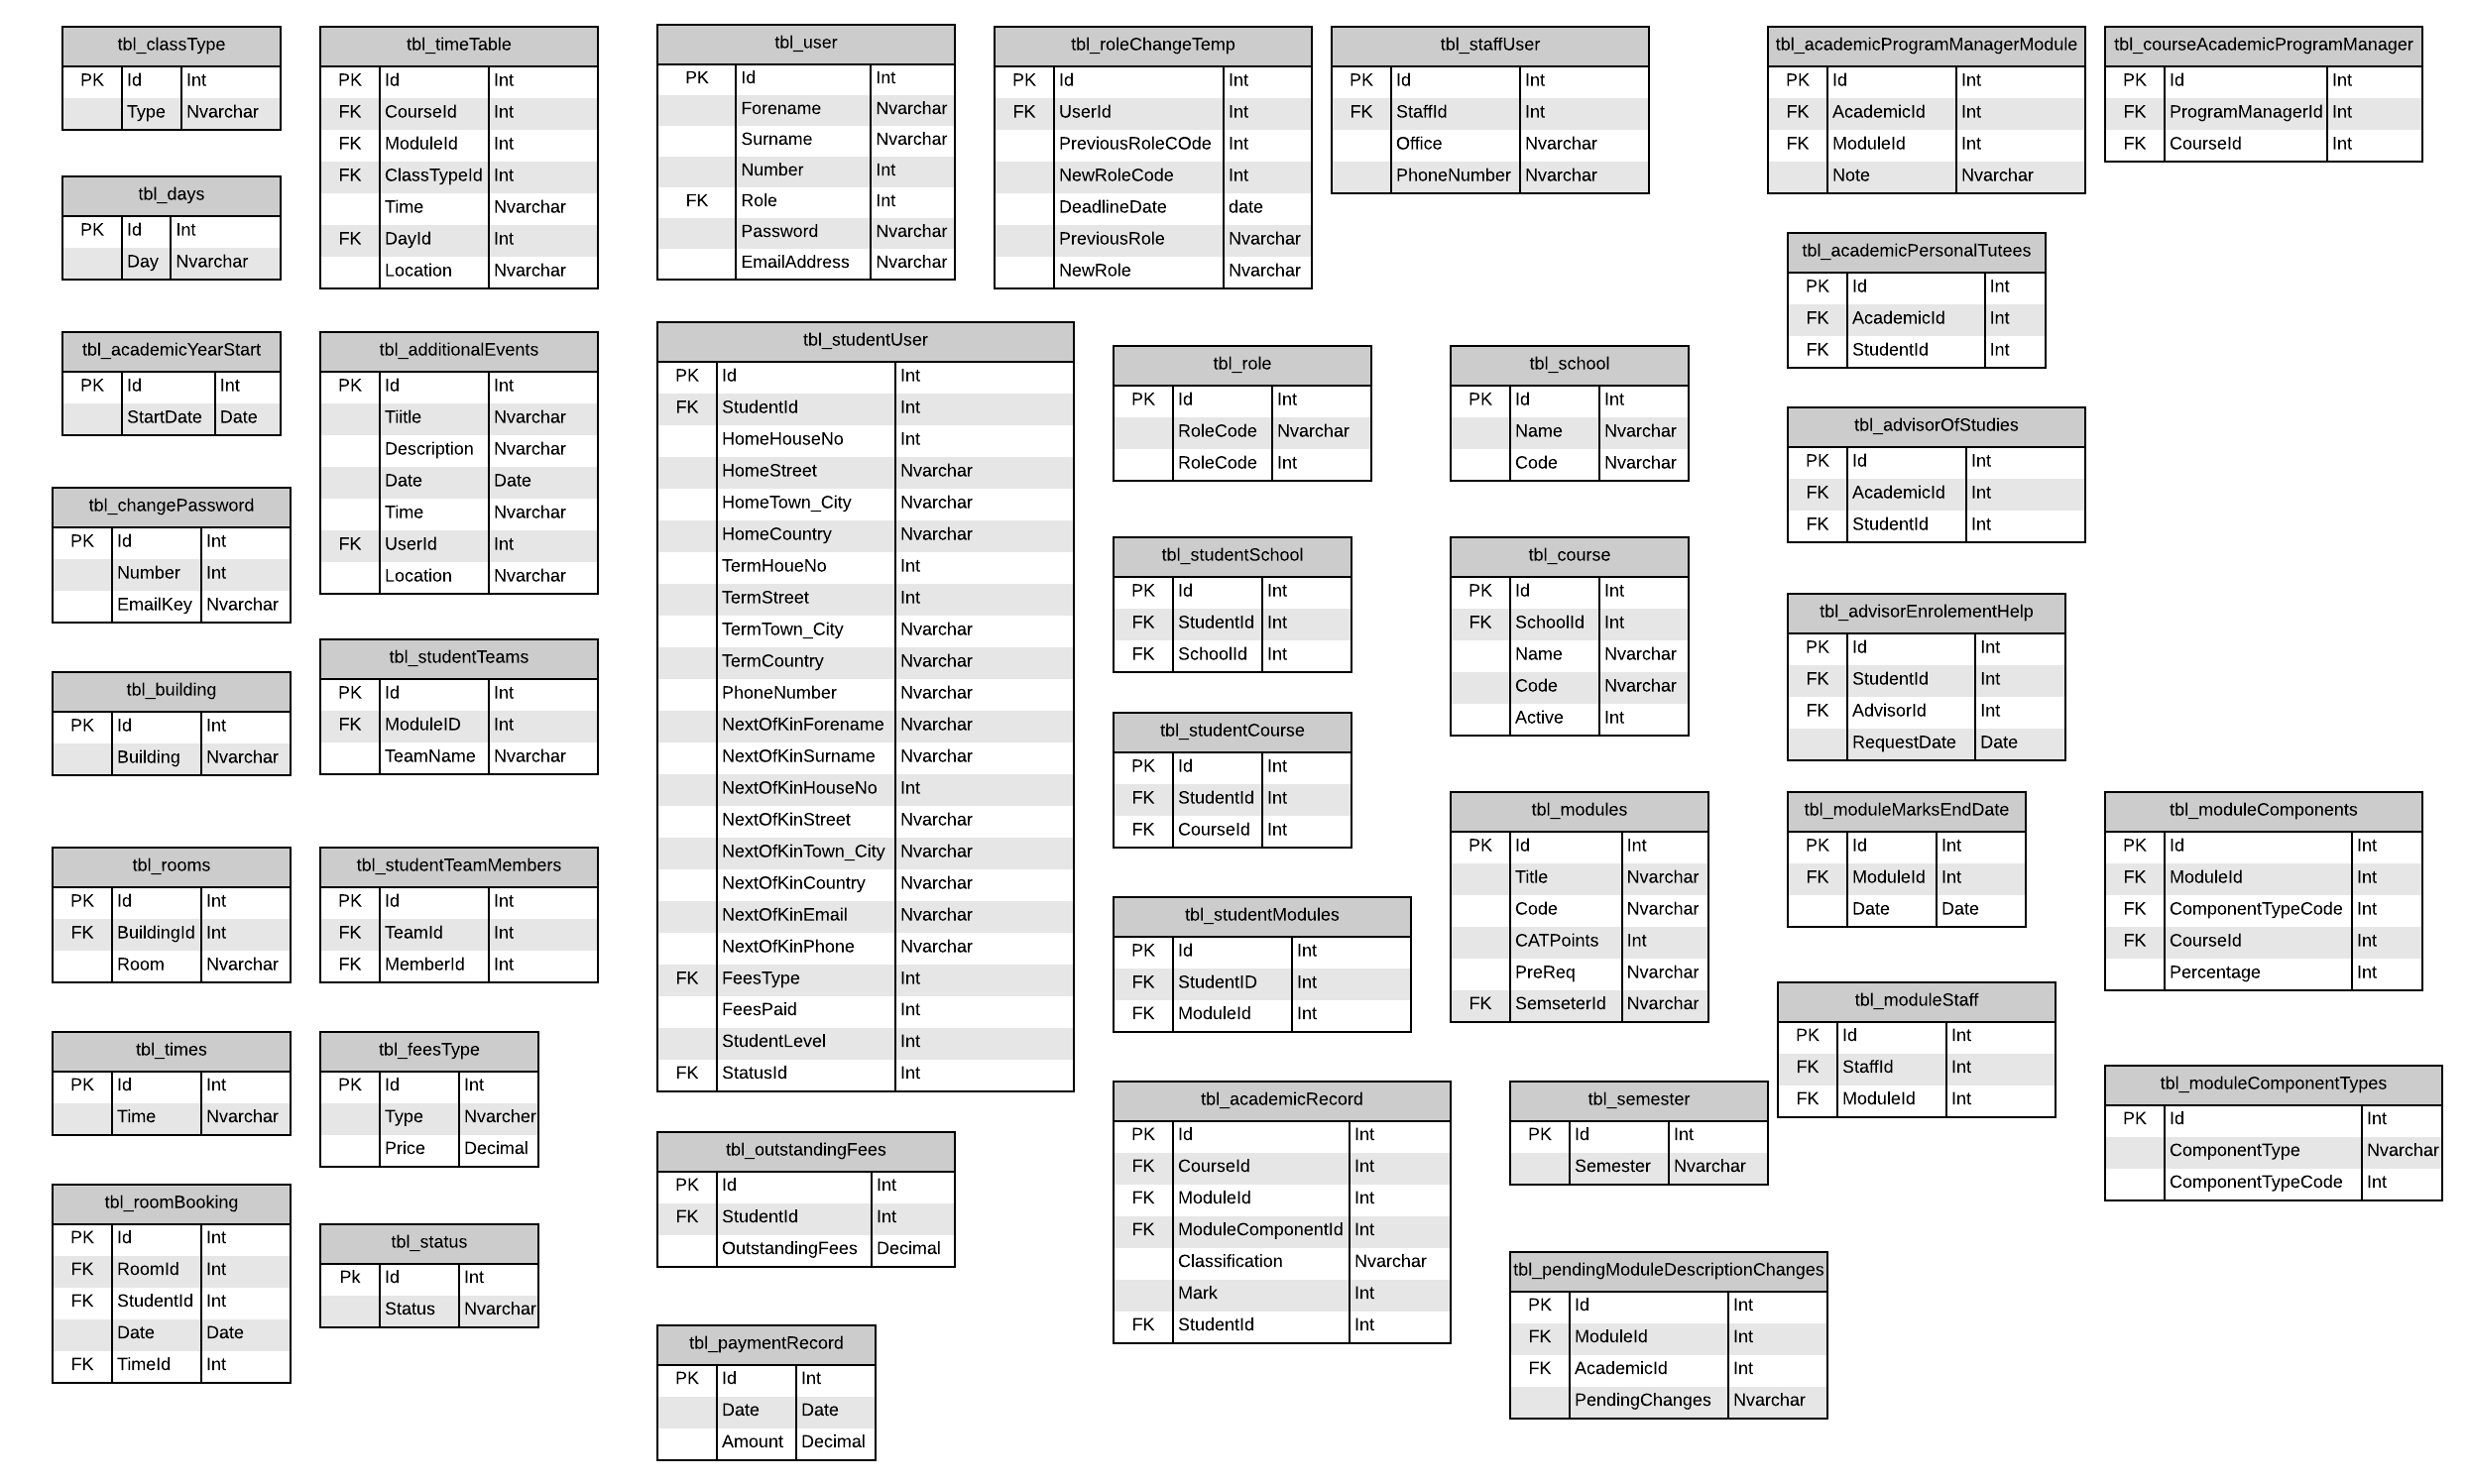 tbl_classType
PK Id Int
Type Nvarchar
tbl_days
PK Id Int
Day Nvarchar
tbl_academicYearStart
PK Id Int
StartDate Date
tbl_changePassword
PK Id Int
Number Int
EmailKey Nvarchar
tbl_building
PK Id Int
Building Nvarchar
tbl_rooms
PK Id Int
FK BuildingId Int
Room Nvarchar
tbl_times
PK Id Int
Time Nvarchar
tbl_roomBooking
PK Id Int
FK RoomId Int
FK StudentId Int
Date Date
FK TimeId Int
tbl_timeTable
PK Id Int
FK CourseId Int
FK ModuleId Int
FK ClassTypeId Int
Time Nvarchar
FK DayId Int
Location Nvarchar
tbl_additionalEvents
PK Id Int
Tiitle Nvarchar
Description Nvarchar
Date Date
Time Nvarchar
FK UserId Int
Location Nvarchar
tbl_studentTeams
PK Id Int
FK ModuleID Int
TeamName Nvarchar
tbl_studentTeamMembers
PK Id Int
FK TeamId Int
FK MemberId Int
tbl_feesType
PK Id Int
Type Nvarcher
Price Decimal
tbl_status
Pk Id Int
Status Nvarchar
tbl_user
PK Id Int
Forename Nvarchar
Surname Nvarchar
Number Int
FK Role Int
Password Nvarchar
EmailAddress Nvarchar
tbl_studentUser
PK Id Int
FK StudentId Int
HomeHouseNo Int
HomeStreet Nvarchar
HomeTown_City Nvarchar
HomeCountry Nvarchar
TermHoueNo Int
TermStreet Int
TermTown_City Nvarchar
TermCountry Nvarchar
PhoneNumber Nvarchar
NextOfKinForename Nvarchar
NextOfKinSurname Nvarchar
NextOfKinHouseNo Int
NextOfKinStreet Nvarchar
NextOfKinTown_City Nvarchar
NextOfKinCountry Nvarchar
NextOfKinEmail Nvarchar
NextOfKinPhone Nvarchar
FK FeesType Int
FeesPaid Int
StudentLevel Int
FK StatusId Int
tbl_outstandingFees
PK Id Int
FK StudentId Int
OutstandingFees Decimal
tbl_paymentRecord
PK Id Int
Date Date
Amount Decimal
tbl_roleChangeTemp
PK Id Int
FK UserId Int
PreviousRoleCOde Int
NewRoleCode Int
DeadlineDate date
PreviousRole Nvarchar
NewRole Nvarchar
tbl_staffUser
PK Id Int
FK StaffId Int
Office Nvarchar
PhoneNumber Nvarchar
tbl_role
PK Id Int
RoleCode Nvarchar
RoleCode Int
tbl_studentSchool
PK Id Int
FK StudentId Int
FK SchoolId Int
tbl_studentCourse
PK Id Int
FK StudentId Int
FK CourseId Int
tbl_studentModules
PK Id Int
FK StudentID Int
FK ModuleId Int
tbl_academicRecord
PK Id Int
FK CourseId Int
FK ModuleId Int
FK ModuleComponentId Int
Classification Nvarchar
Mark Int
FK StudentId Int
tbl_school
PK Id Int
Name Nvarchar
Code Nvarchar
tbl_course
PK Id Int
FK SchoolId Int
Name Nvarchar
Code Nvarchar
Active Int
tbl_modules
PK Id Int
Title Nvarchar
Code Nvarchar
CATPoints Int
PreReq Nvarchar
FK SemseterId Nvarchar
tbl_semester
PK Id Int
Semester Nvarchar
tbl_pendingModuleDescriptionChanges
PK Id Int
FK ModuleId Int
FK AcademicId Int
PendingChanges Nvarchar
tbl_academicProgramManagerModule
PK Id Int
FK AcademicId Int
FK ModuleId Int
Note Nvarchar
tbl_academicPersonalTutees
PK Id Int
FK AcademicId Int
FK StudentId Int
tbl_advisorOfStudies
PK Id Int
FK AcademicId Int
FK StudentId Int
tbl_advisorEnrolementHelp
PK Id Int
FK StudentId Int
FK AdvisorId Int
RequestDate Date
tbl_moduleMarksEndDate
PK Id Int
FK ModuleId Int
Date Date
tbl_moduleStaff
PK Id Int
FK StaffId Int
FK ModuleId Int
tbl_courseAcademicProgramManager
PK Id Int
FK ProgramManagerId Int
FK CourseId Int
tbl_moduleComponents
PK Id Int
FK ModuleId Int
FK ComponentTypeCode Int
FK CourseId Int
Percentage Int
tbl_moduleComponentTypes
PK Id Int
ComponentType Nvarchar
ComponentTypeCode Int